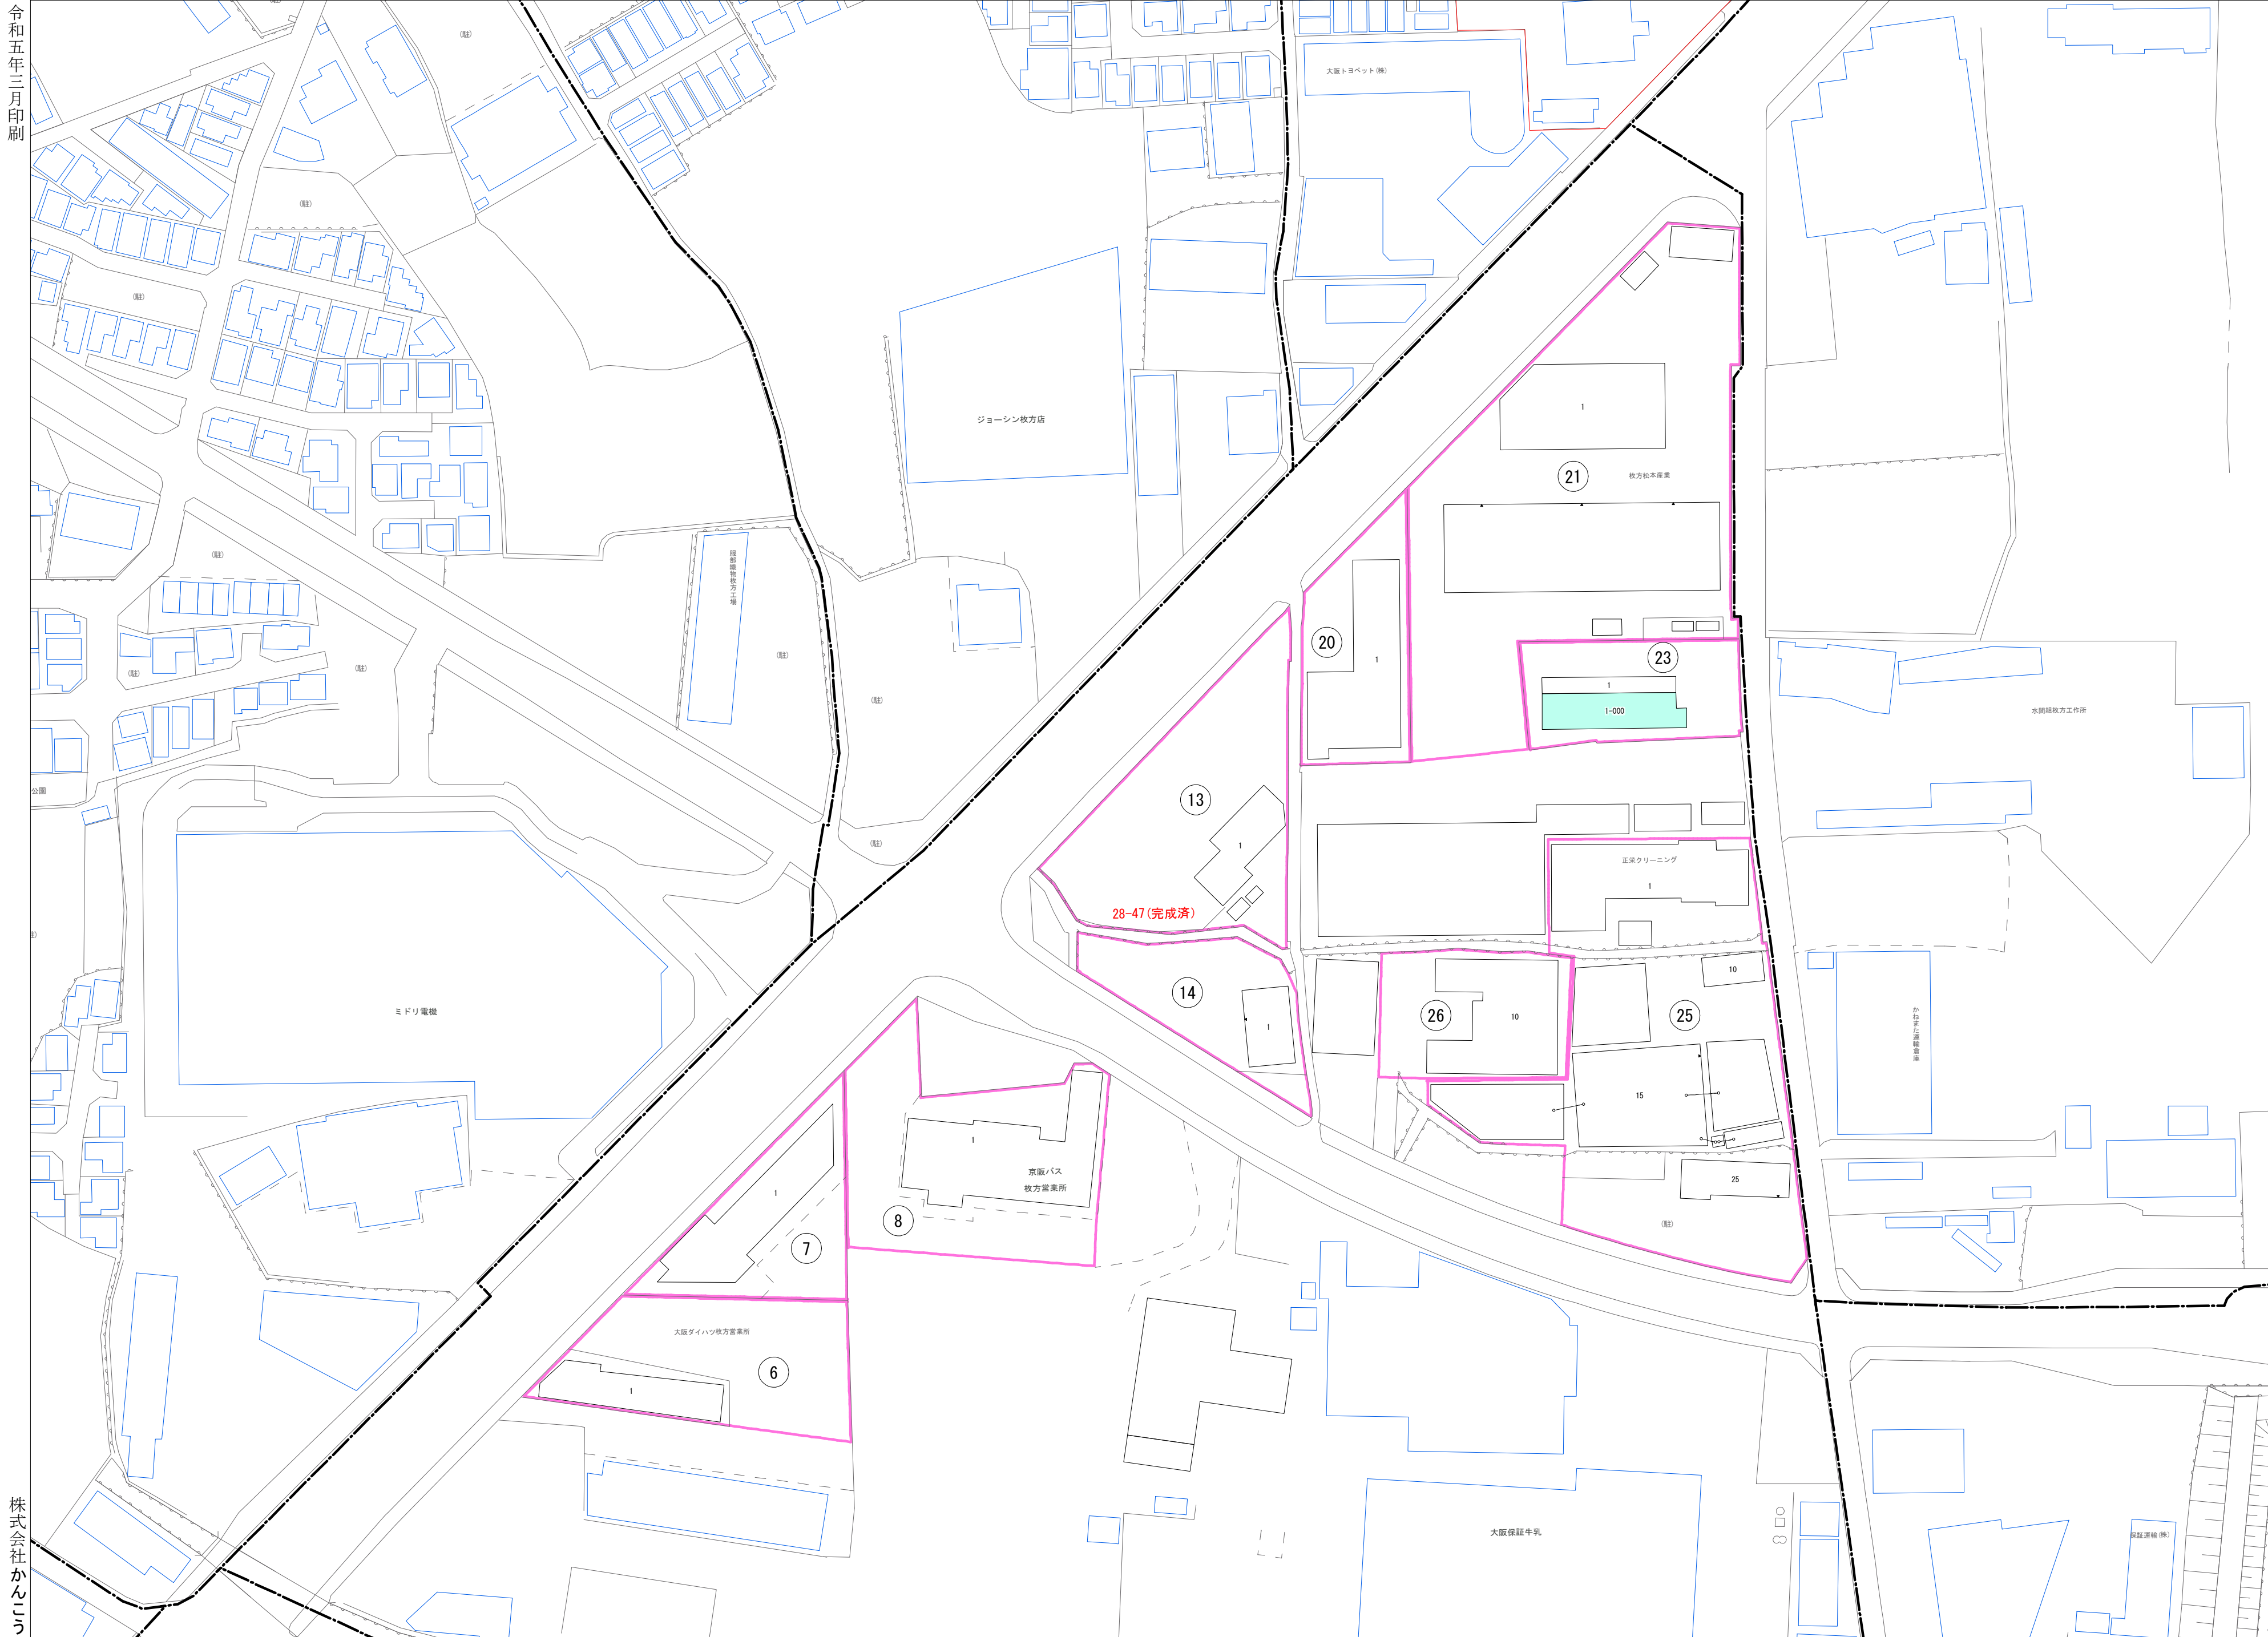 令和五年三月印刷
株式会社かんこう
(駐)
大阪トヨペット(株)
(駐)
(駐)
ジョーシン枚方店
1
21
枚方松本産業
(駐)
服部織物枚方工場
20
1
23
1
1-000
(駐)
(駐)
(駐)
(駐)
水間鐵枚方工作所
公園
13
1
(駐)
正栄クリーニング
1
28-47(完成済)
14
1
26
10
10
25
15
かねまた運輸倉庫
ミドリ電機
1
京阪バス
枚方営業所
8
1
7
25
(駐)
大阪ダイハツ枚方営業所
6
1
大阪保証牛乳
保証運輸(株)